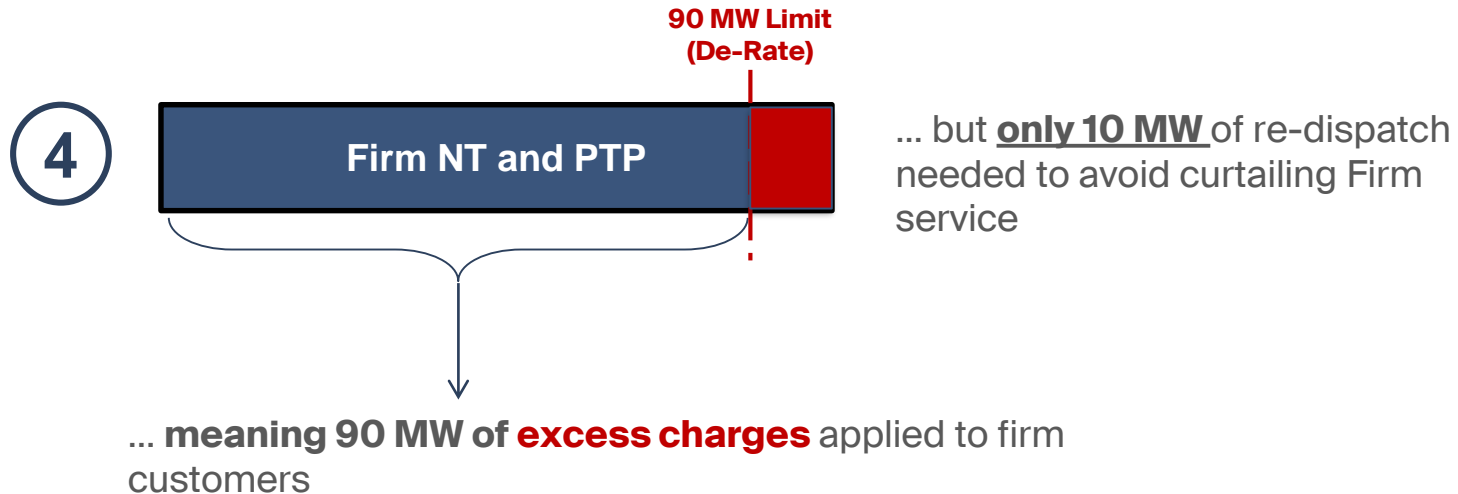 90 MW Limit
(De-Rate)
4
Firm NT and PTP
... but only 10 MW of re-dispatch
needed to avoid curtailing Firm
service
... meaning 90 MW of excess charges applied to firm
customers